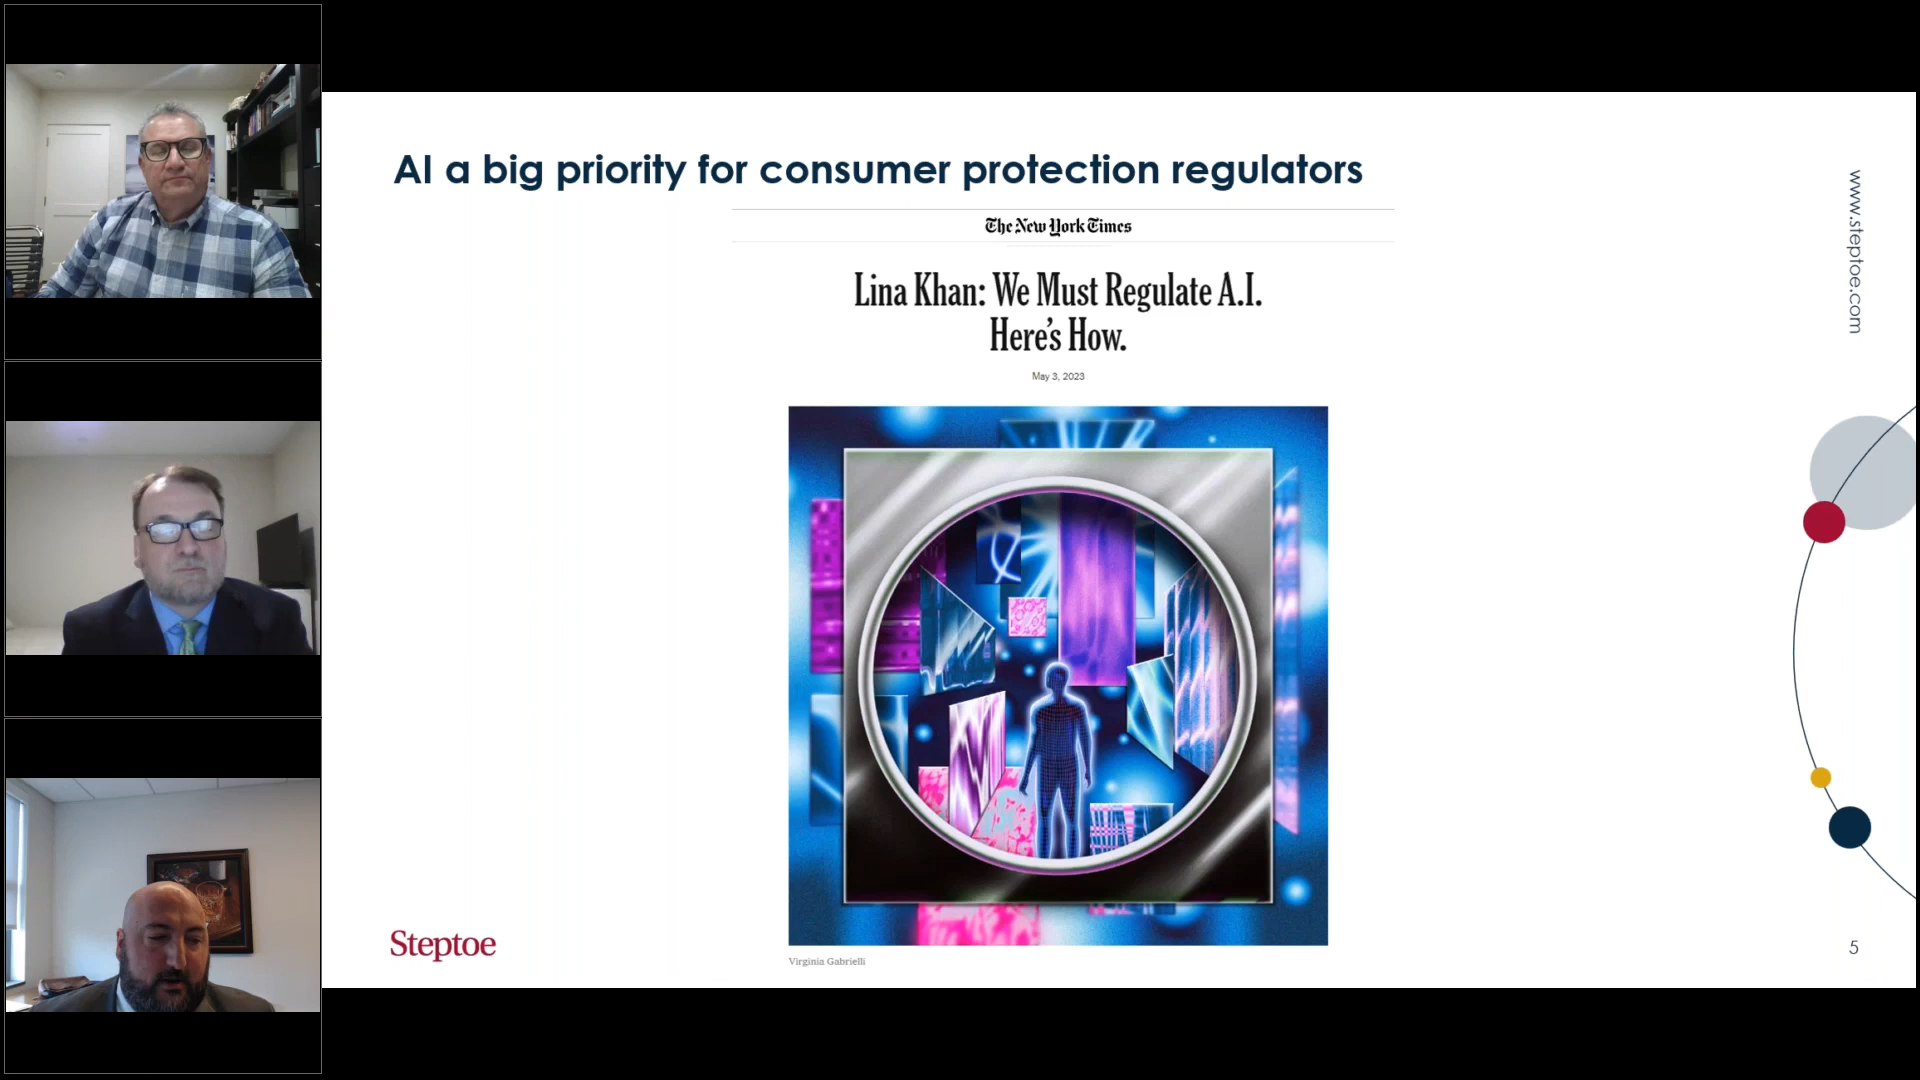 AI a big priority for consumer protection regulators
The New York Times
Lina Khan: We Must Regulate A.I.
Here's How.
May 3, 2023
Virginia Gabrielli
Steptoe
www.steptoe.com
5